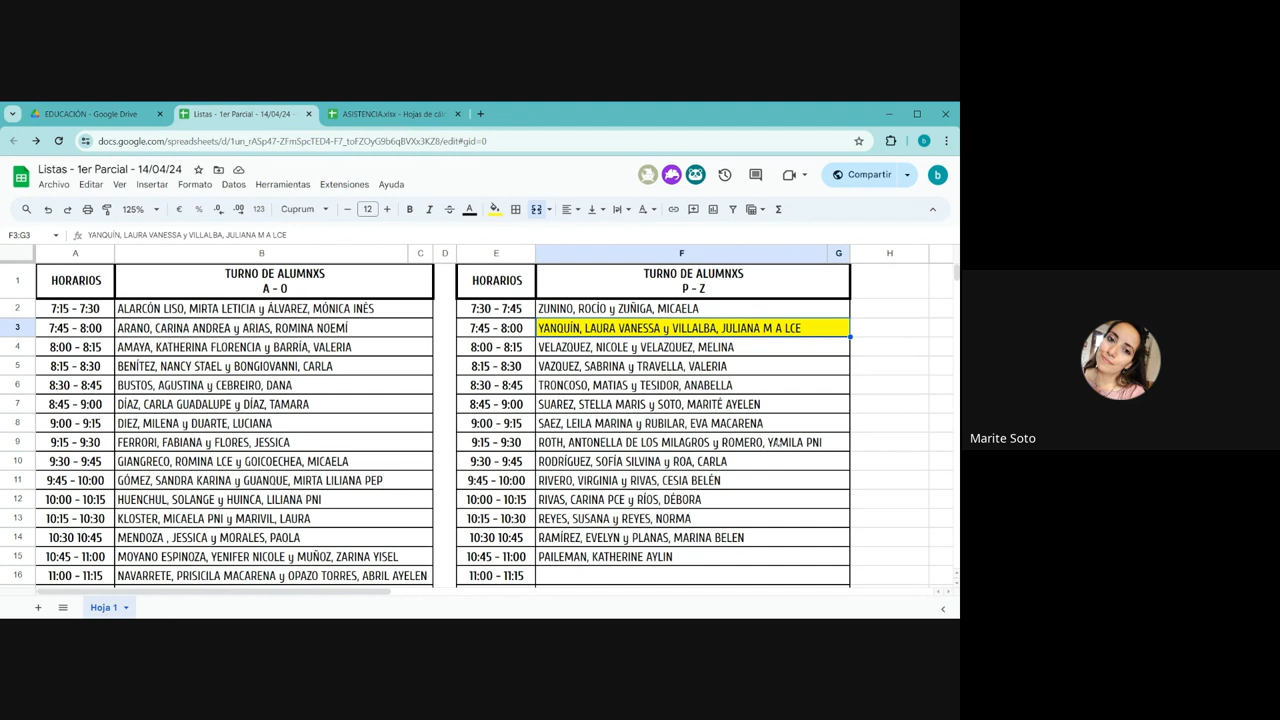 EDUCACIÓN - Google Drive
Listas - 1er Parcial - 14/04/24 -
ASISTENCIA.xlsx - Hojas de cál
docs.google.com/spreadsheets/d/1un_rASp47-ZFmSpcTED4-F7_toFZOyG9b6qBVXx3KZ8/edit#gid=0
Listas - 1er Parcial - 14/04/24
Archivo Editar Ver Insertar Formato Datos Herramientas Extensiones Ayuda
Compartir
b
125% € % .0 .00 123 Cuprum 12
F3:G3 YANQUÍN, LAURA VANESSA y VILLALBA, JULIANA M A LCE
A B C D E F G H
1 HORARIOS TURNO DE ALUMNXS HORARIOS TURNO DE ALUMNXS
A - O P - Z
2 7:15 - 7:30 ALARCÓN LISO, MIRTA LETICIA y ÁLVAREZ, MÓNICA INÉS 7:30 - 7:45 ZUNINO, ROCÍO y ZUÑIGA, MICAELA
3 7:45 - 8:00 ARANO, CARINA ANDREA y ARIAS, ROMINA NOEMÍ 7:45 - 8:00 YANQUÍN, LAURA VANESSA y VILLALBA, JULIANA M A LCE
4 8:00 - 8:15 AMAYA, KATHERINA FLORENCIA y BARRÍA, VALERIA 8:00 - 8:15 VELAZQUEZ, NICOLE y VELAZQUEZ, MELINA
5 8:15 - 8:30 BENÍTEZ, NANCY STAEL y BONGIOVANNI, CARLA 8:15 - 8:30 VAZQUEZ, SABRINA y TRAVELLA, VALERIA
6 8:30 - 8:45 BUSTOS, AGUSTINA y CEBREIRO, DANA 8:30 - 8:45 TRONCOSO, MATIAS y TESIDOR, ANABELLA
7 8:45 - 9:00 DÍAZ, CARLA GUADALUPE y DÍAZ, TAMARA 8:45 - 9:00 SUAREZ, STELLA MARIS y SOTO, MARITÉ AYELEN
8 9:00 - 9:15 DIEZ, MILENA y DUARTE, LUCIANA 9:00 - 9:15 SAEZ, LEILA MARINA y RUBILAR, EVA MACARENA
9 9:15 - 9:30 FERRORI, FABIANA y FLORES, JESSICA 9:15 - 9:30 ROTH, ANTONELLA DE LOS MILAGROS y ROMERO, YAMILA PNI
10 9:30 - 9:45 GIANGRECO, ROMINA LCE y GOICOECHEA, MICAELA 9:30 - 9:45 RODRÍGUEZ, SOFÍA SILVINA y ROA, CARLA
11 9:45 - 10:00 GÓMEZ, SANDRA KARINA y GUANQUE, MIRTA LILIANA PEP 9:45 - 10:00 RIVERO, VIRGINIA y RIVAS, CESIA BELÉN
12 10:00 - 10:15 HUENCHUL, SOLANGE y HUINCA, LILIANA PNI 10:00 - 10:15 RIVAS, CARINA PCE y RÍOS, DÉBORA
13 10:15 - 10:30 KLOSTER, MICAELA PNI y MARIVIL, LAURA 10:15 - 10:30 REYES, SUSANA y REYES, NORMA
14 10:30 10:45 MENDOZA , JESSICA y MORALES, PAOLA 10:30 10:45 RAMÍREZ, EVELYN y PLANAS, MARINA BELEN
15 10:45 - 11:00 MOYANO ESPINOZA, YENIFER NICOLE y MUÑOZ, ZARINA YISEL 10:45 - 11:00 PAILEMAN, KATHERINE AYLIN
16 11:00 - 11:15 NAVARRETE, PRISICILA MACARENA y OPAZO TORRES, ABRIL AYELEN 11:00 - 11:15
Hoja 1
Marite Soto